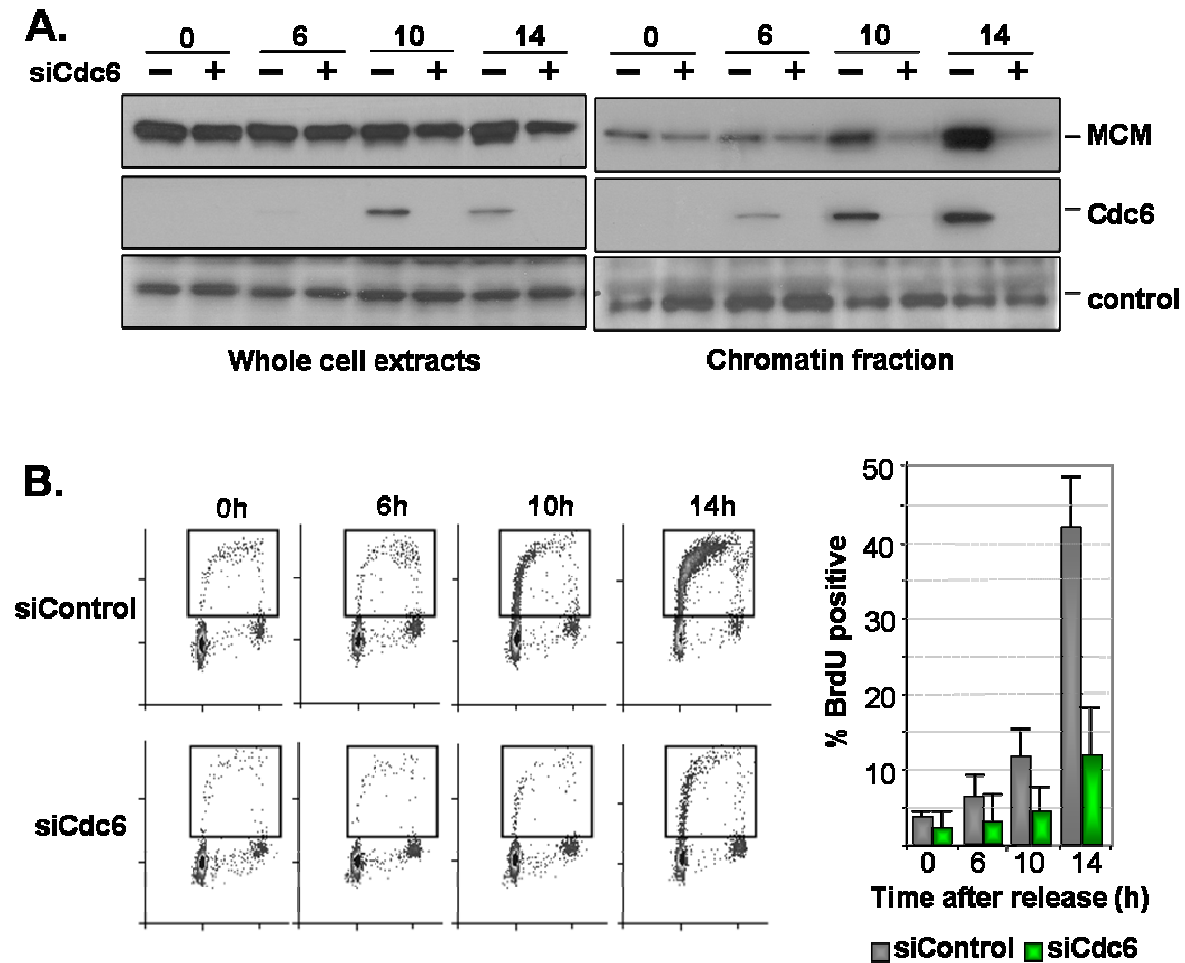 A.
0 6 10 14 0 6 10 14
siCdc6 – + – + – + – + – + – + – + – +
MCM
Cdc6
control
Whole cell extracts Chromatin fraction
B.
0h 6h 10h 14h
siControl
siCdc6
50
40
30
20
10
% BrdU positive
0 6 10 14
Time after release (h)
siControl siCdc6